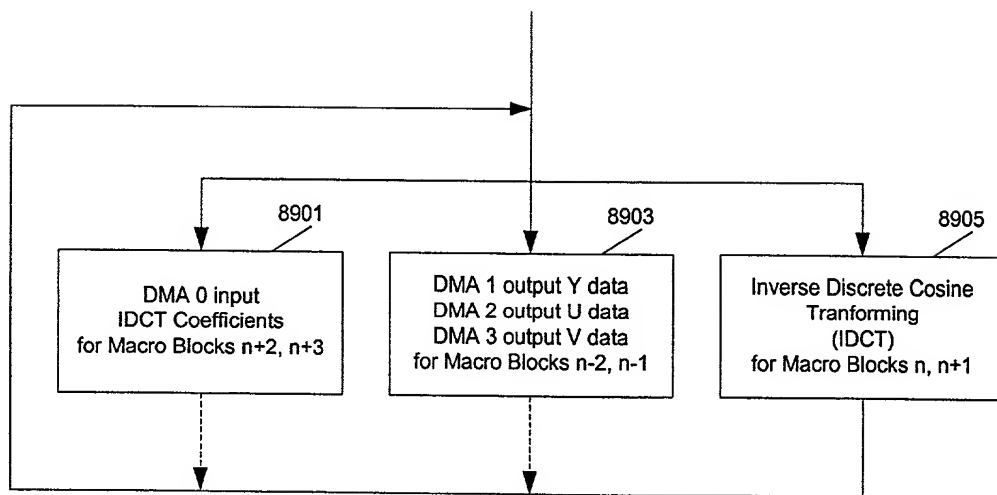 8901
8903
8905
DMA 0 input
IDCT Coefficients
for Macro Blocks n+2, n+3
DMA 1 output Y data
DMA 2 output U data
DMA 3 output V data
for Macro Blocks n-2, n-1
Inverse Discrete Cosine
Tranforming
(IDCT)
for Macro Blocks n, n+1